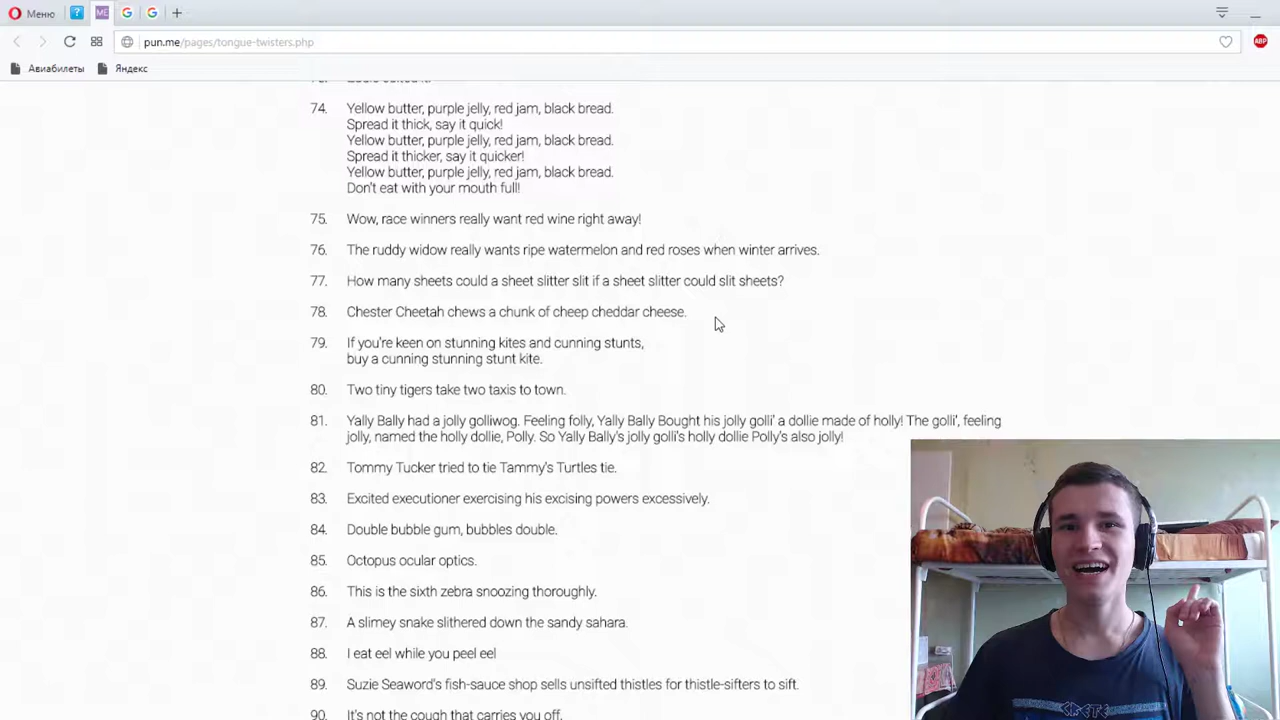 Меню
ME
pun.me/pages/tongue-twisters.php
ABP
Авиабилеты
Яндекс
74. Yellow butter, purple jelly, red jam, black bread.
Spread it thick, say it quick!
Yellow butter, purple jelly, red jam, black bread.
Spread it thicker, say it quicker!
Yellow butter, purple jelly, red jam, black bread.
Don't eat with your mouth full!
75. Wow, race winners really want red wine right away!
76. The ruddy widow really wants ripe watermelon and red roses when winter arrives.
77. How many sheets could a sheet slitter slit if a sheet slitter could slit sheets?
78. Chester Cheetah chews a chunk of cheep cheddar cheese.
79. If you're keen on stunning kites and cunning stunts,
buy a cunning stunning stunt kite.
80. Two tiny tigers take two taxis to town.
81. Yally Bally had a jolly golliwog. Feeling folly, Yally Bally Bought his jolly golli' a dollie made of holly! The golli', feeling
jolly, named the holly dollie, Polly. So Yally Bally's jolly golli's holly dollie Polly's also jolly!
82. Tommy Tucker tried to tie Tammy's Turtles tie.
83. Excited executioner exercising his excising powers excessively.
84. Double bubble gum, bubbles double.
85. Octopus ocular optics.
86. This is the sixth zebra snoozing thoroughly.
87. A slimey snake slithered down the sandy sahara.
88. I eat eel while you peel eel
89. Suzie Seaword's fish-sauce shop sells unsifted thistles for thistle-sifters to sift.
90. It's not the cough that carries you off,